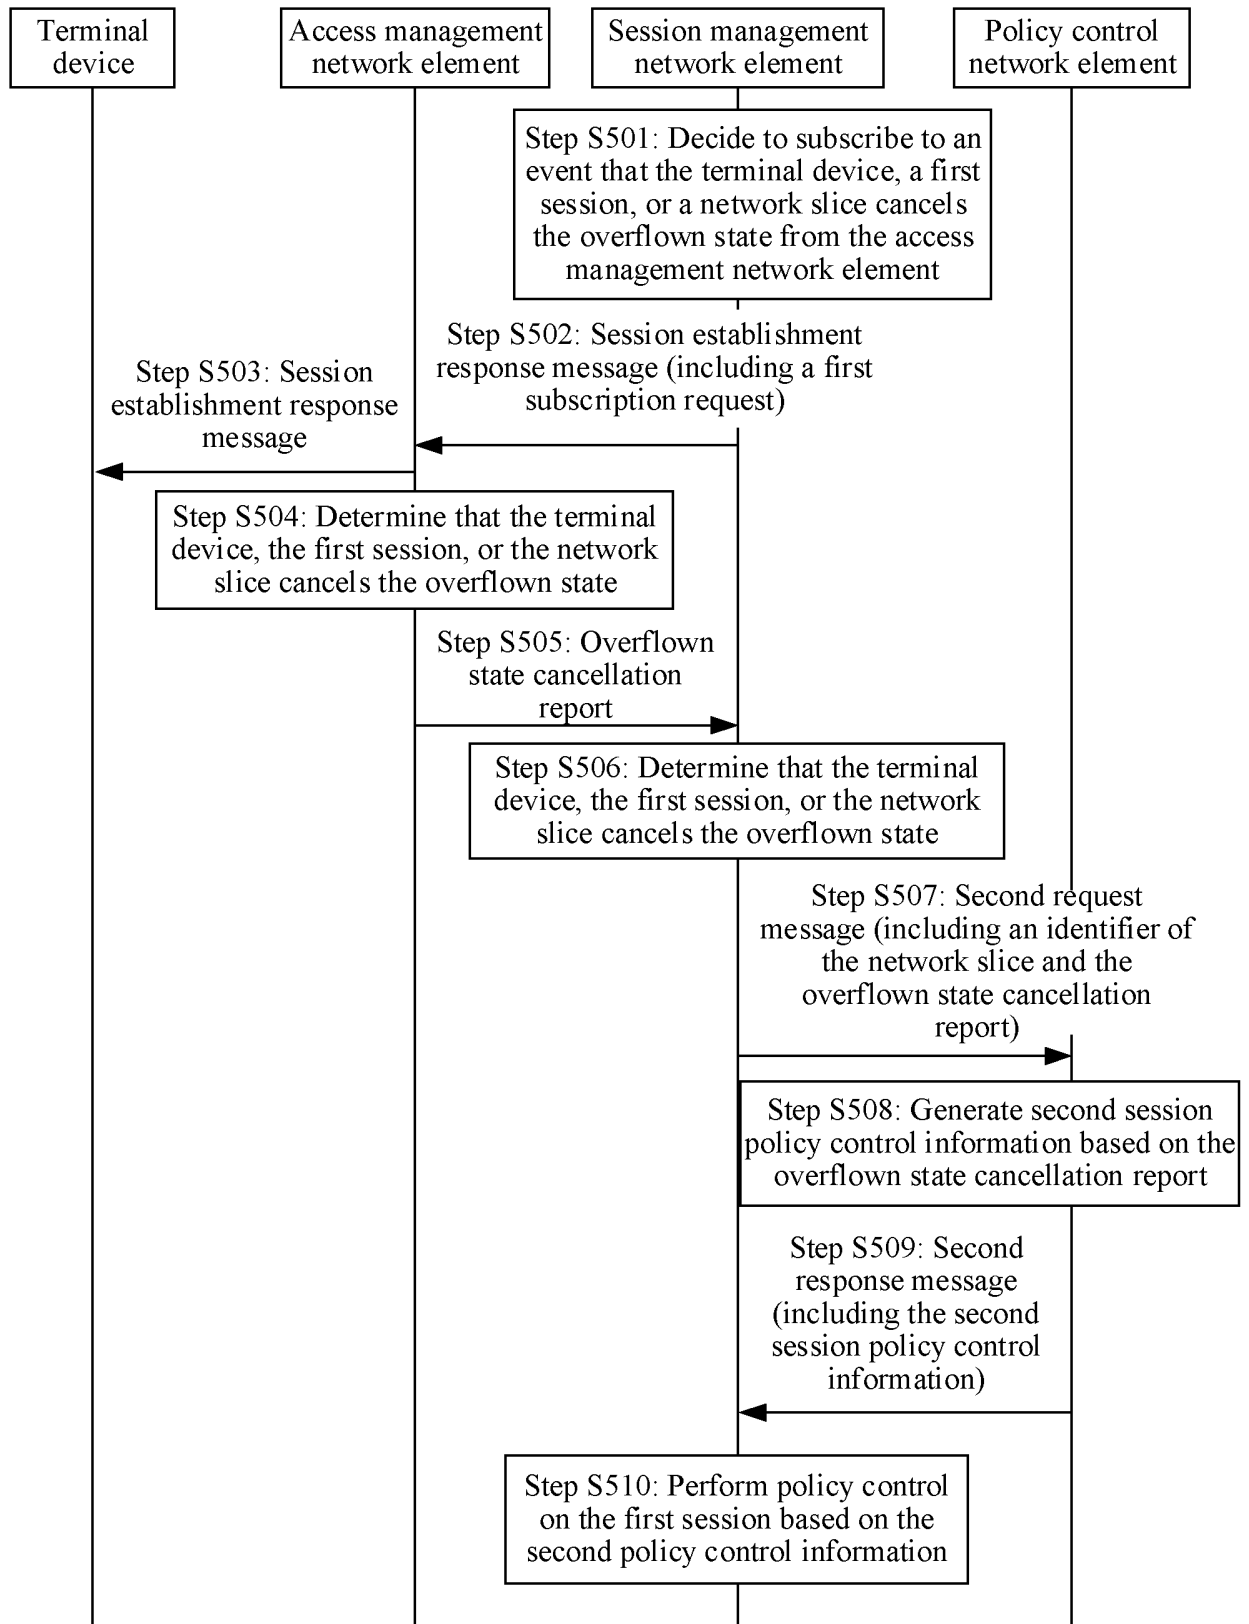 Terminal
device
Access management
network element
Session management
network element
Policy control
network element
Step S501: Decide to subscribe to an
event that the terminal device, a first
session, or a network slice cancels
the overflown state from the access
management network element
Step S502: Session establishment
response message (including a first
subscription request)
Step S503: Session
establishment response
message
Step S504: Determine that the terminal
device, the first session, or the network
slice cancels the overflown state
Step S505: Overflown
state cancellation
report
Step S506: Determine that the terminal
device, the first session, or the network
slice cancels the overflown state
Step S507: Second request
message (including an identifier of
the network slice and the
overflown state cancellation
report)
Step S508: Generate second session
policy control information based on the
overflown state cancellation report
Step S509: Second
response message
(including the second
session policy control
information)
Step S510: Perform policy control
on the first session based on the
second policy control information